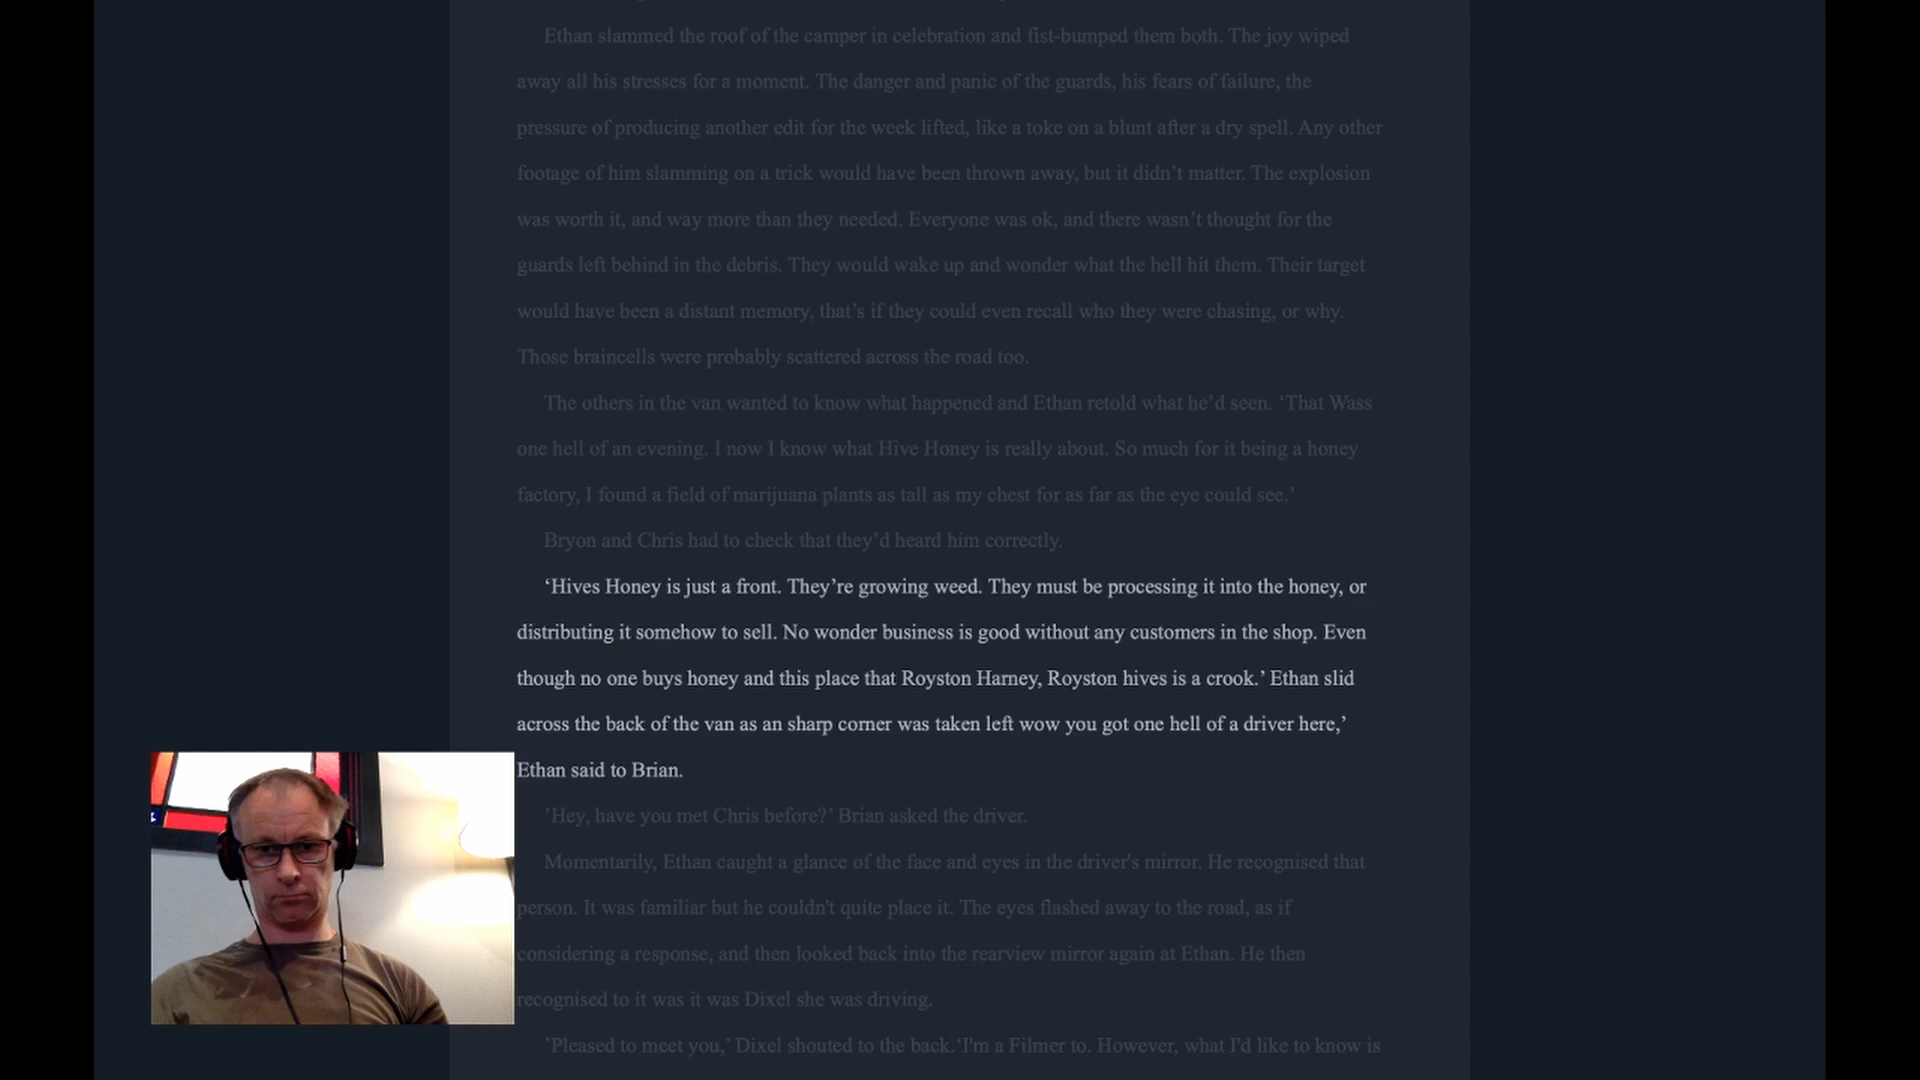 Ethan slammed the roof of the camper in celebration and fist-bumped them both. The joy wiped
away all his stresses for a moment. The danger and panic of the guards, his fears of failure, the
pressure of producing another edit for the week lifted, like a toke on a blunt after a dry spell. Any other
footage of him slamming on a trick would have been thrown away, but it didn’t matter. The explosion
was worth it, and way more than they needed. Everyone was ok, and there wasn’t thought for the
guards left behind in the debris. They would wake up and wonder what the hell hit them. Their target
would have been a distant memory, that’s if they could even recall who they were chasing, or why.
Those braincells were probably scattered across the road too.
The others in the van wanted to know what happened and Ethan retold what he’d seen. ‘That Wass
one hell of an evening. I now I know what Hive Honey is really about. So much for it being a honey
factory, I found a field of marijuana plants as tall as my chest for as far as the eye could see.’
Bryon and Chris had to check that they’d heard him correctly.
‘Hives Honey is just a front. They’re growing weed. They must be processing it into the honey, or
distributing it somehow to sell. No wonder business is good without any customers in the shop. Even
though no one buys honey and this place that Royston Harney, Royston hives is a crook.’ Ethan slid
across the back of the van as an sharp corner was taken left wow you got one hell of a driver here,’
Ethan said to Brian.
’Hey, have you met Chris before?’ Brian asked the driver.
Momentarily, Ethan caught a glance of the face and eyes in the driver's mirror. He recognised that
person. It was familiar but he couldn't quite place it. The eyes flashed away to the road, as if
considering a response, and then looked back into the rearview mirror again at Ethan. He then
recognised to it was it was Dixel she was driving.
’Pleased to meet you,’ Dixel shouted to the back.‘I'm a Filmer to. However, what I'd like to know is